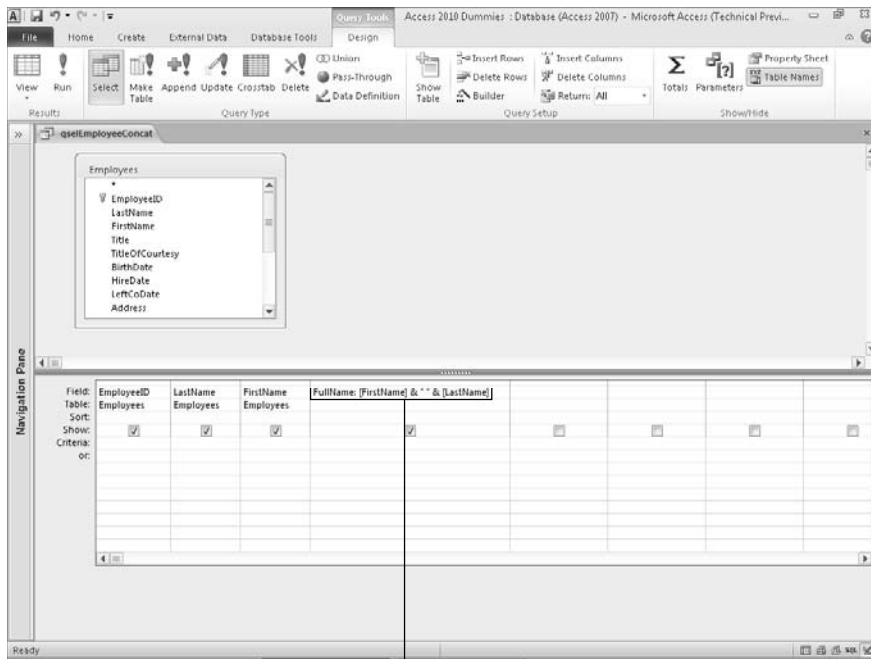 Query Tools
Access 2010 Dummies : Database (Access 2007) - Microsoft Access (Technical Previ...
File Home Create External Data Database Tools Design
View
Run
Results
Select
Make Table
Append
Update
Crosstab
Delete
Union
Pass-Through
Data Definition
Query Type
Show Table
Insert Rows
Delete Rows
Builder
Insert Columns
Delete Columns
Return: All
Query Setup
Totals
Parameters
Property Sheet
Table Names
Show/Hide
qselEmployeeConcat
Employees
*
EmployeeID
LastName
FirstName
Title
TitleOfCourtesy
BirthDate
HireDate
LeftCoDate
Address
Navigation Pane
Field: EmployeeID LastName FirstName FullName: [FirstName] & " " & [LastName]
Table: Employees Employees Employees
Sort:
Show:
Criteria:
or:
Ready
SQL